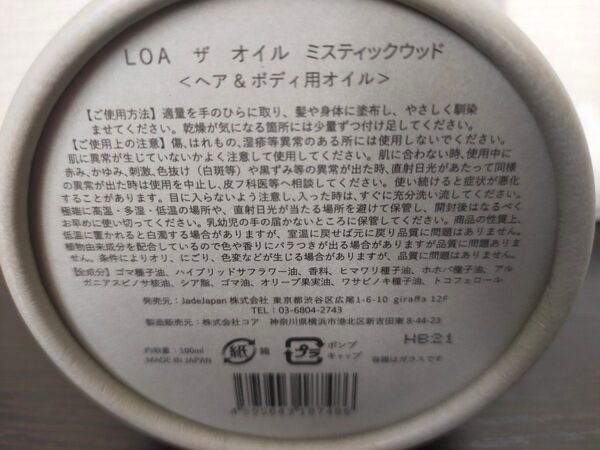 LOA ザ オイル ミスティックウッド
＜ヘア＆ボディ用オイル＞
【ご使用方法】適量を手のひらに取り、髪や身体に塗布し、やさしく馴染
ませてください。乾燥が気になる箇所には少量ずつ付け足してください。
【ご使用上の注意】傷、はれもの、湿疹等異常のある所には使用しないでください。
肌に異常が生じていないかよく注意して使用してください。肌に合わない時、使用中に
赤み、かゆみ、刺激、色抜け（白斑等）や黒ずみ等の異常が出た時、直射日光があたって同様
の異常が出た時は使用を中止し、皮フ科医等へ相談してください。使い続けると症状が悪化
することがあります。目に入らないよう注意し、入った時は、すぐに充分洗い流してください。
極端に高温・多湿・低温の場所や、直射日光が当たる場所を避けて保管し、開封後はなるべく
お早めに使い切ってください。乳幼児の手の届かないところに保管してください。商品の性質上、
低温に置かれると白濁する場合がありますが、室温に戻せば元に戻り品質に問題はありません。
植物由来成分を配合しているので色や香りにバラつきが出る場合がありますが品質に問題ありま
せん。条件によりオリ、にごり、色変などが生じる場合がありますが、品質に問題はありません。
【全成分】ゴマ種子油、ハイブリッドサフラワー油、香料、ヒマワリ種子油、ホホバ種子油、アル
ガニアスピノサ核油、シア脂、ゴマ油、オリーブ果実油、ワサビノキ種子油、トコフェロール
発売元：JadeJapan株式会社 東京都渋谷区広尾1-6-10 giraffa 12F
TEL：03-6804-2743
製造販売元：株式会社コア 神奈川県横浜市港北区新吉田東8-44-23
HB21
内容量：100ml
MADE IN JAPAN
紙 箱
プラ
ポンプ
キャップ
容器はガラスです